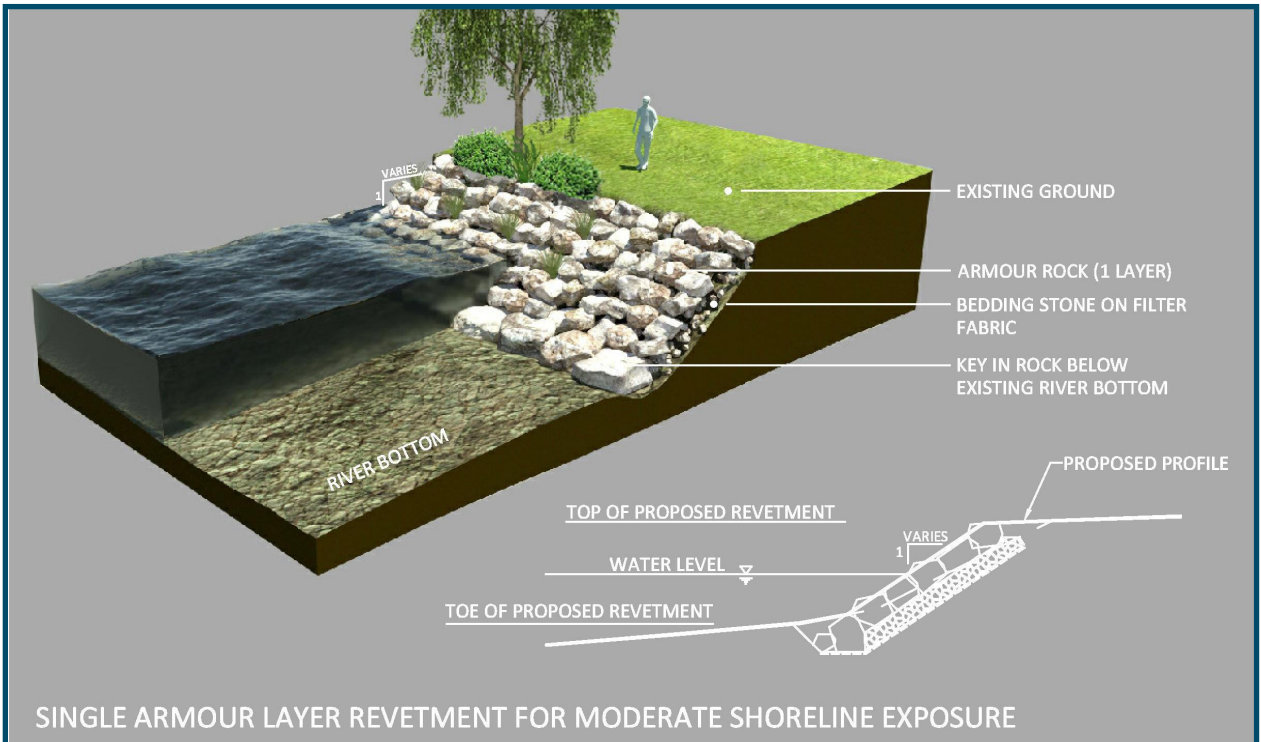 VARIES
1
EXISTING GROUND
ARMOUR ROCK (1 LAYER)
BEDDING STONE ON FILTER
FABRIC
KEY IN ROCK BELOW
EXISTING RIVER BOTTOM
RIVER BOTTOM
PROPOSED PROFILE
TOP OF PROPOSED REVETMENT
VARIES
1
WATER LEVEL
TOE OF PROPOSED REVETMENT
SINGLE ARMOUR LAYER REVETMENT FOR MODERATE SHORELINE EXPOSURE